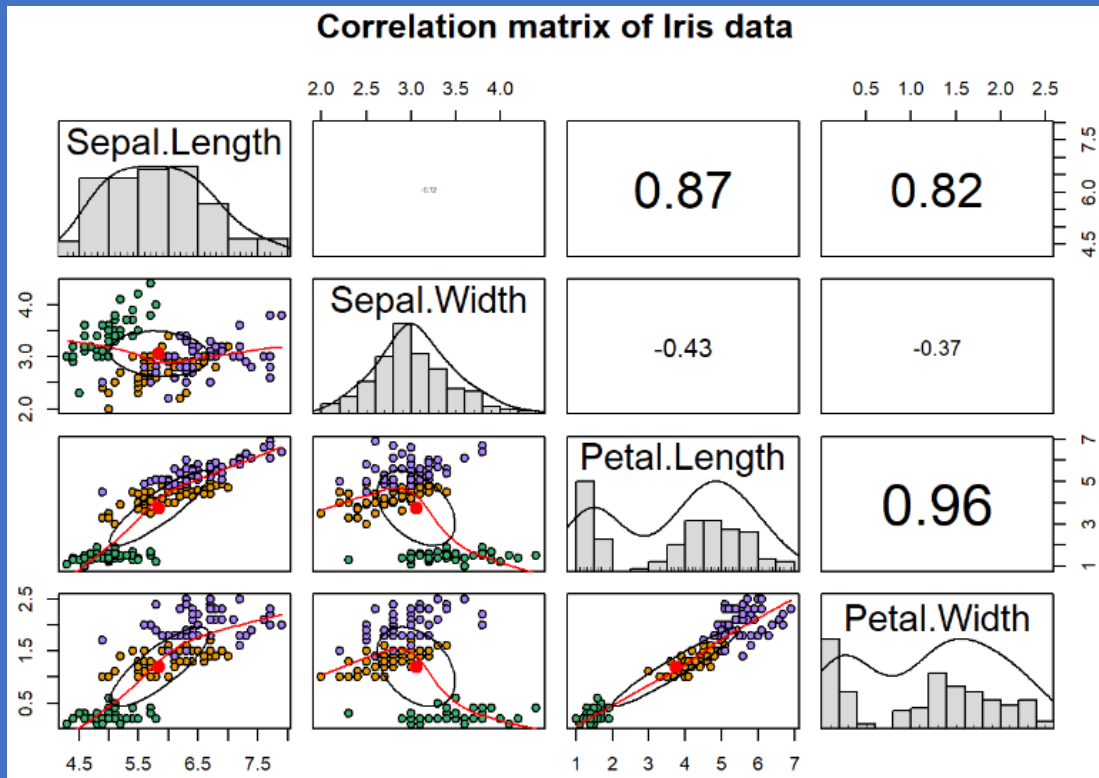 Correlation matrix of Iris data
2.0 2.5 3.0 3.5 4.0
0.5 1.0 1.5 2.0 2.5
Sepal.Length
-0.12
0.87
0.82
4.5 6.0 7.5
2.0 3.0 4.0
Sepal.Width
-0.43
-0.37
Petal.Length
0.96
1 3 5 7
0.5 1.5 2.5
Petal.Width
4.5 5.5 6.5 7.5
1 2 3 4 5 6 7